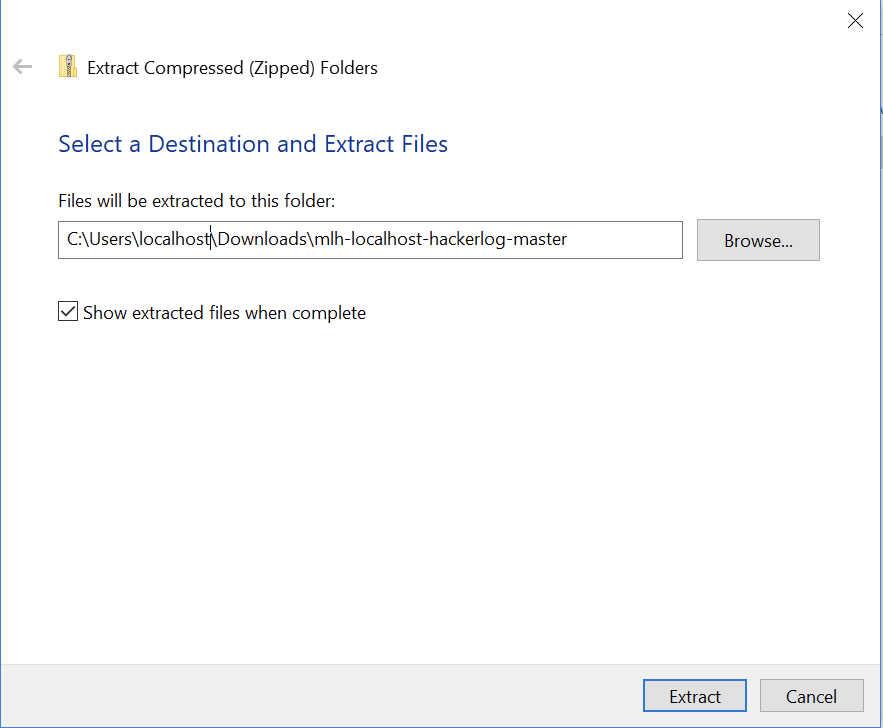 Extract Compressed (Zipped) Folders
Select a Destination and Extract Files
Files will be extracted to this folder:
C:\Users\localhost\Downloads\mlh-localhost-hackerlog-master
Browse...
Show extracted files when complete
Extract
Cancel